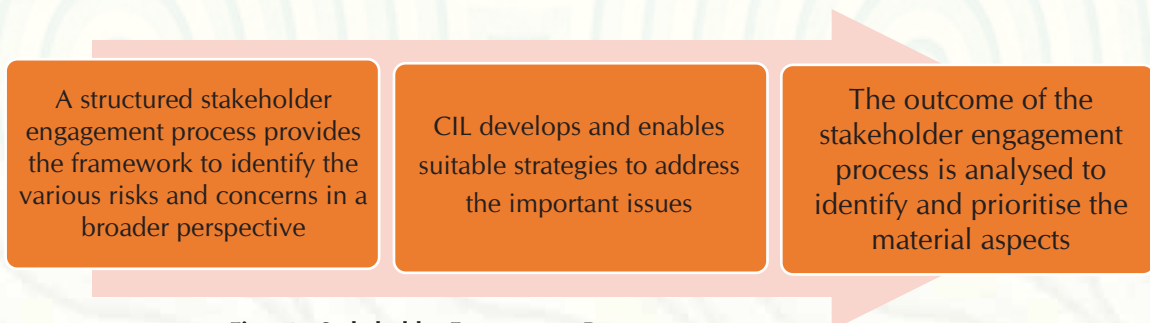 A structured stakeholder
engagement process provides
the framework to identify the
various risks and concerns in a
broader perspective
CIL develops and enables
suitable strategies to address
the important issues
The outcome of the
stakeholder engagement
process is analysed to
identify and prioritise the
material aspects